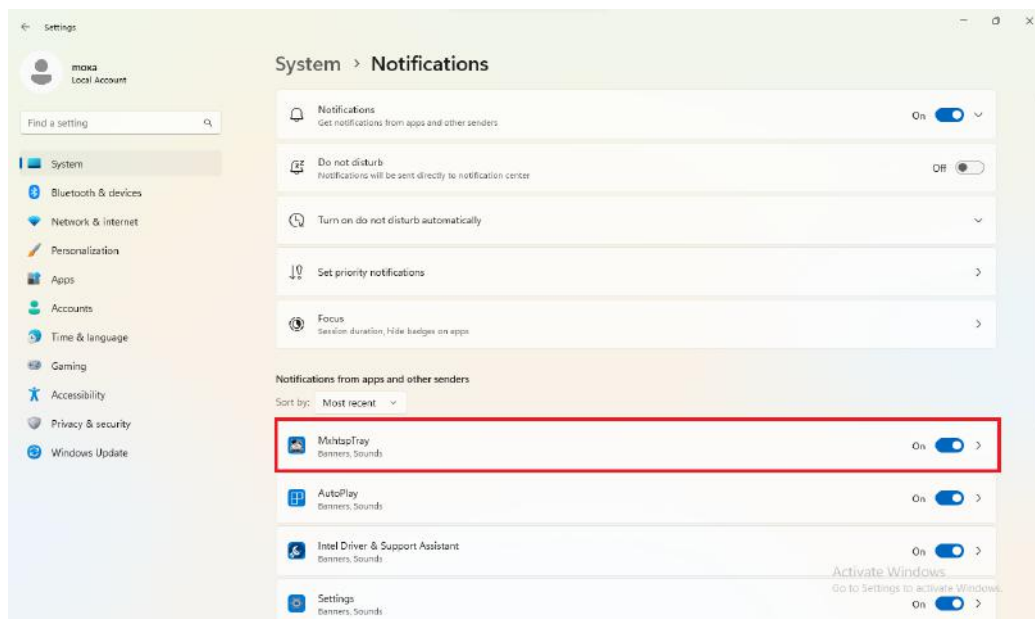 Settings
moxa
Local Account
Find a setting
System
Bluetooth & devices
Network & internet
Personalization
Apps
Accounts
Time & language
Gaming
Accessibility
Privacy & security
Windows Update
System > Notifications
Notifications
Get notifications from apps and other senders
On
Do not disturb
Notifications will be sent directly to notification center
Off
Turn on do not disturb automatically
Set priority notifications
Focus
Session duration, hide badges on apps
Notifications from apps and other senders
Sort by: Most recent
MxhtspTray
Banners, Sounds
On
AutoPlay
Banners, Sounds
On
Intel Driver & Support Assistant
Banners, Sounds
On
Settings
Banners, Sounds
On
Activate Windows
Go to Settings to activate Windows.